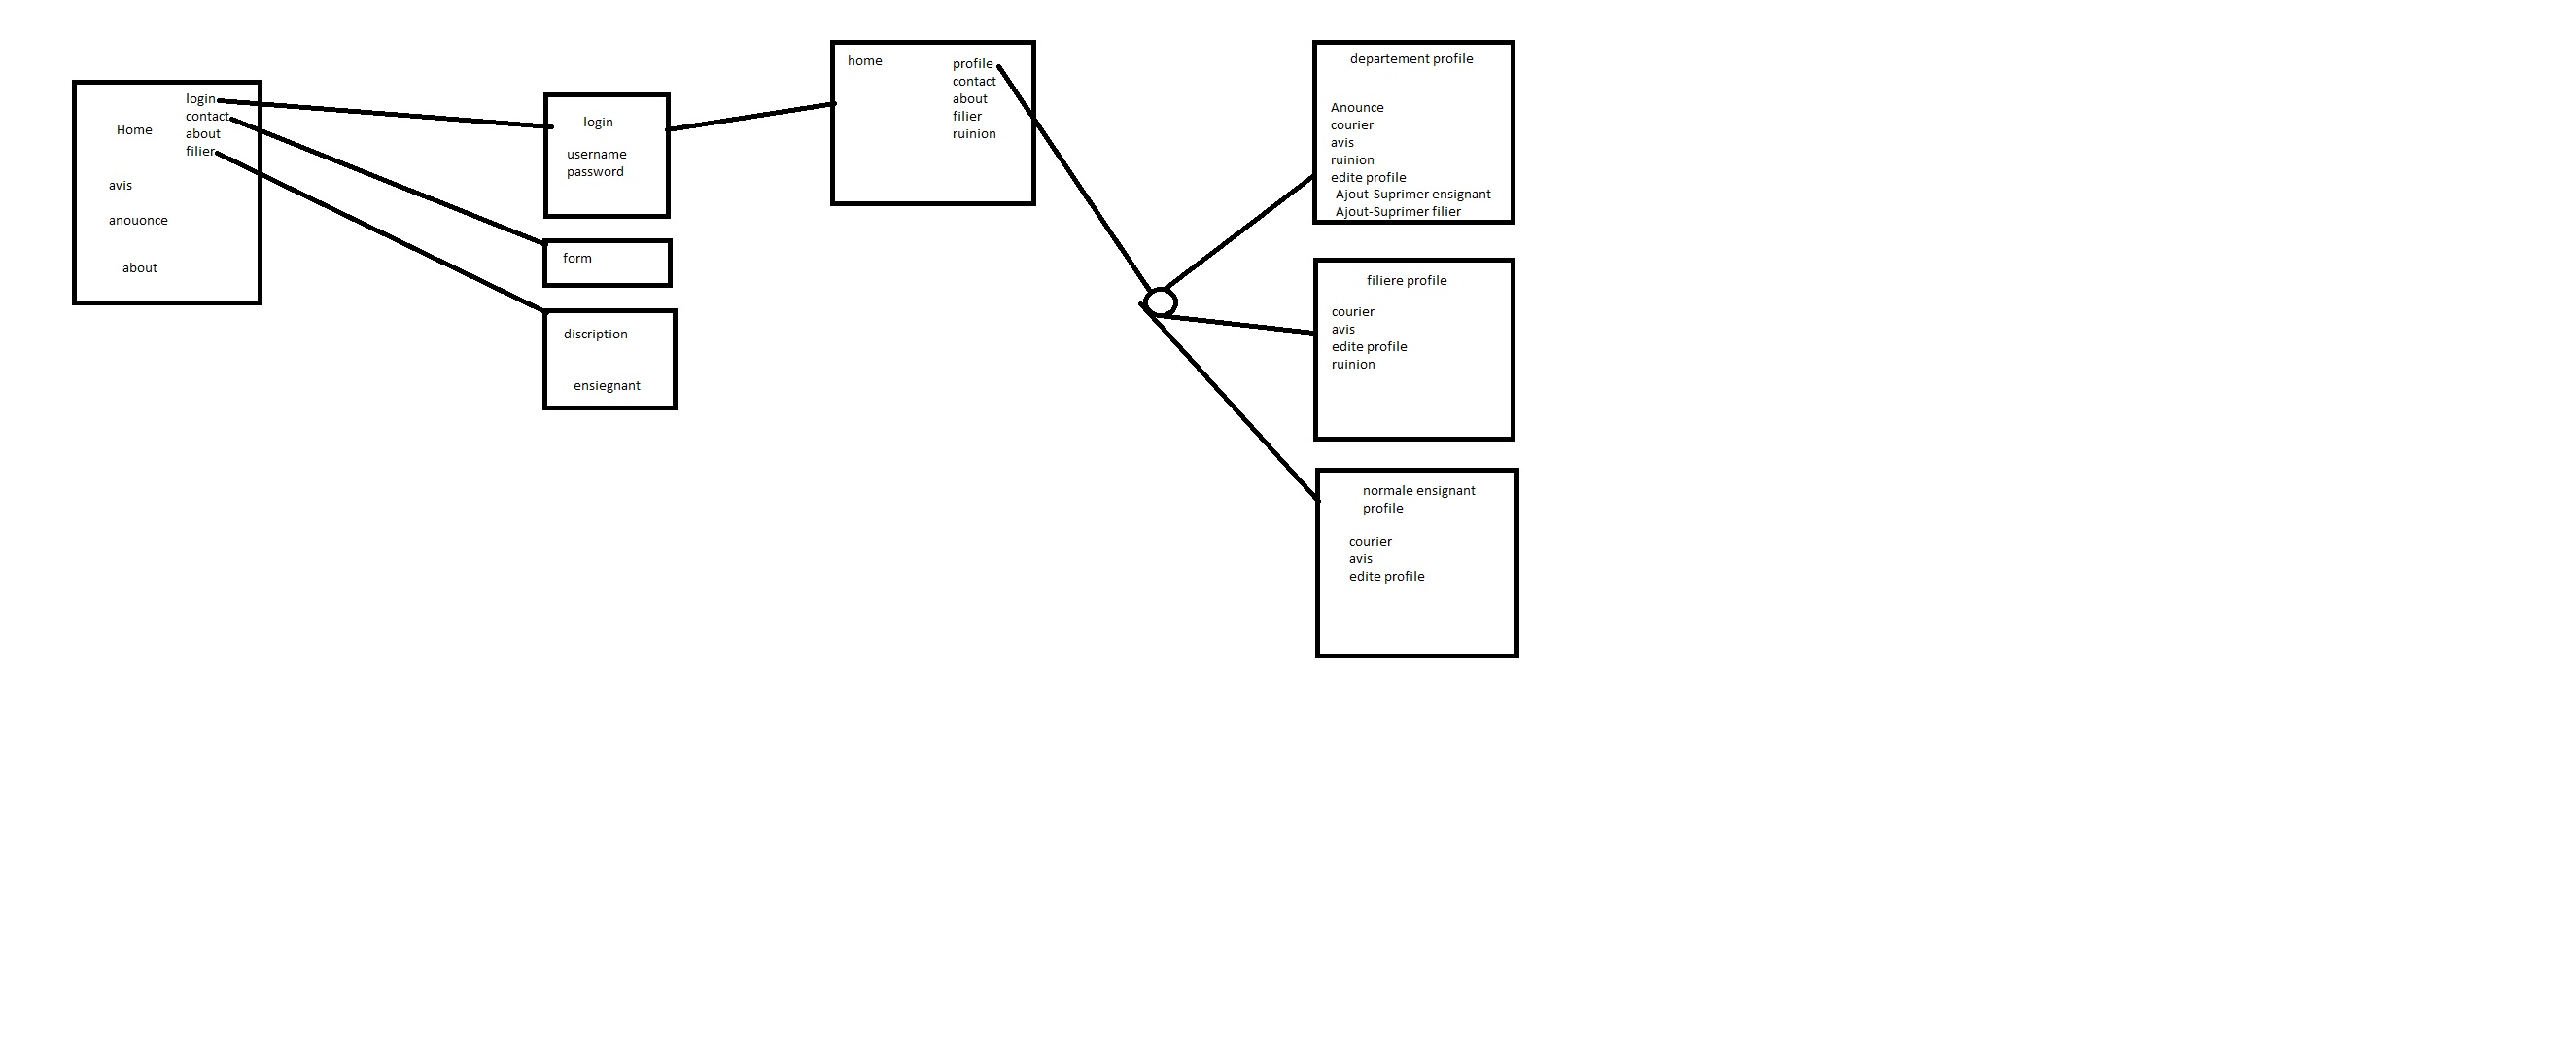 login
contact
Home
about
filier
avis
anouonce
about
login
username
password
form
discription
ensiegnant
home
profile
contact
about
filier
ruinion
departement profile
Anounce
courier
avis
ruinion
edite profile
Ajout-Suprimer ensignant
Ajout-Suprimer filier
filiere profile
courier
avis
edite profile
ruinion
normale ensignant
profile
courier
avis
edite profile